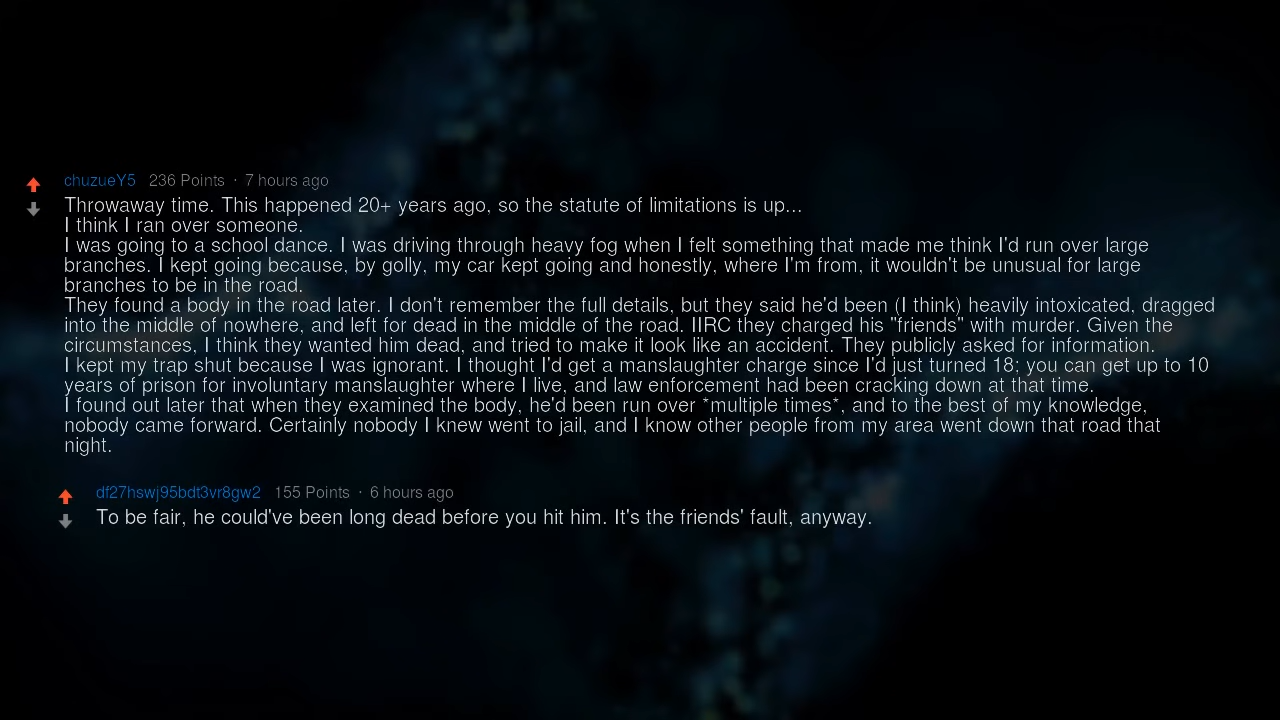 chuzueY5 236 Points · 7 hours ago
Throwaway time. This happened 20+ years ago, so the statute of limitations is up...
I think I ran over someone.
I was going to a school dance. I was driving through heavy fog when I felt something that made me think I'd run over large
branches. I kept going because, by golly, my car kept going and honestly, where I'm from, it wouldn't be unusual for large
branches to be in the road.
They found a body in the road later. I don't remember the full details, but they said he'd been (I think) heavily intoxicated, dragged
into the middle of nowhere, and left for dead in the middle of the road. IIRC they charged his "friends" with murder. Given the
circumstances, I think they wanted him dead, and tried to make it look like an accident. They publicly asked for information.
I kept my trap shut because I was ignorant. I thought I'd get a manslaughter charge since I'd just turned 18; you can get up to 10
years of prison for involuntary manslaughter where I live, and law enforcement had been cracking down at that time.
I found out later that when they examined the body, he'd been run over *multiple times*, and to the best of my knowledge,
nobody came forward. Certainly nobody I knew went to jail, and I know other people from my area went down that road that
night.
df27hswj95bdt3vr8gw2 155 Points · 6 hours ago
To be fair, he could've been long dead before you hit him. It's the friends' fault, anyway.